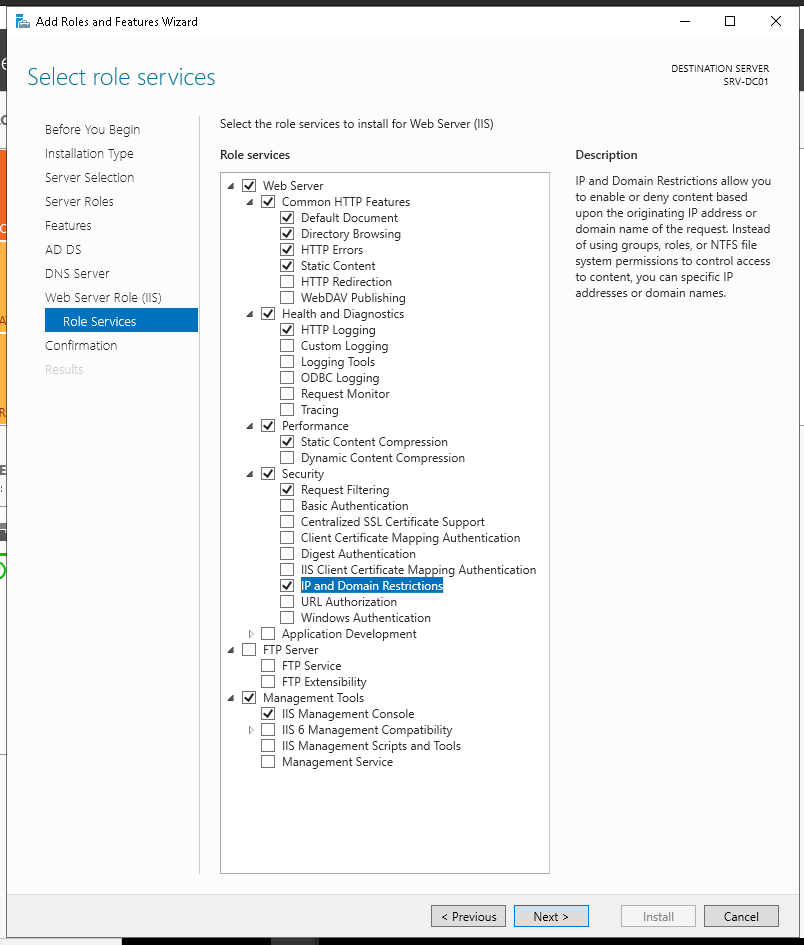 Add Roles and Features Wizard
Select role services
DESTINATION SERVER
SRV-DC01
Before You Begin
Installation Type
Server Selection
Server Roles
Features
AD DS
DNS Server
Web Server Role (IIS)
Role Services
Confirmation
Results
Select the role services to install for Web Server (IIS)
Role services
Web Server
Common HTTP Features
Default Document
Directory Browsing
HTTP Errors
Static Content
HTTP Redirection
WebDAV Publishing
Health and Diagnostics
HTTP Logging
Custom Logging
Logging Tools
ODBC Logging
Request Monitor
Tracing
Performance
Static Content Compression
Dynamic Content Compression
Security
Request Filtering
Basic Authentication
Centralized SSL Certificate Support
Client Certificate Mapping Authentication
Digest Authentication
IIS Client Certificate Mapping Authentication
IP and Domain Restrictions
URL Authorization
Windows Authentication
Application Development
FTP Server
FTP Service
FTP Extensibility
Management Tools
IIS Management Console
IIS 6 Management Compatibility
IIS Management Scripts and Tools
Management Service
Description
IP and Domain Restrictions allow you
to enable or deny content based
upon the originating IP address or
domain name of the request. Instead
of using groups, roles, or NTFS file
system permissions to control access
to content, you can specific IP
addresses or domain names.
< Previous
Next >
Install
Cancel